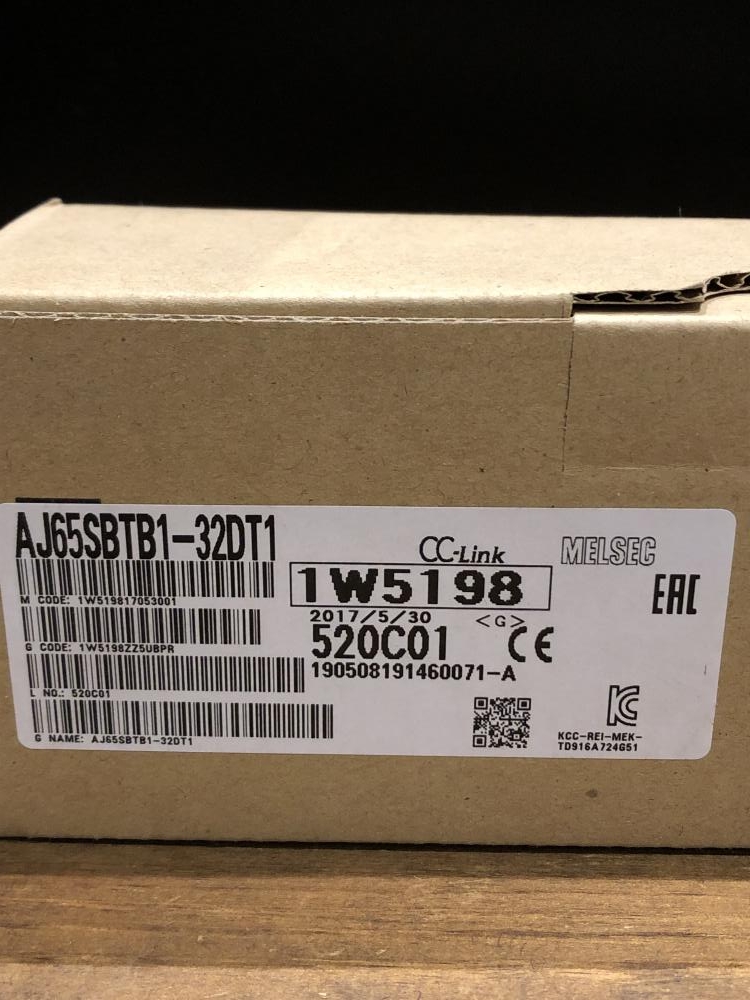 AJ65SBTB1-32DT1
CC-Link
MELSEC
1W5198
EAC
M CODE: 1W519817053001
2017/5/30
<G>
520C01
CE
G CODE: 1W5198ZZ5UBPR
190508191460071-A
L NO.: 520C01
KCC-REI-MEK-
TD916A724G51
G NAME: AJ65SBTB1-32DT1